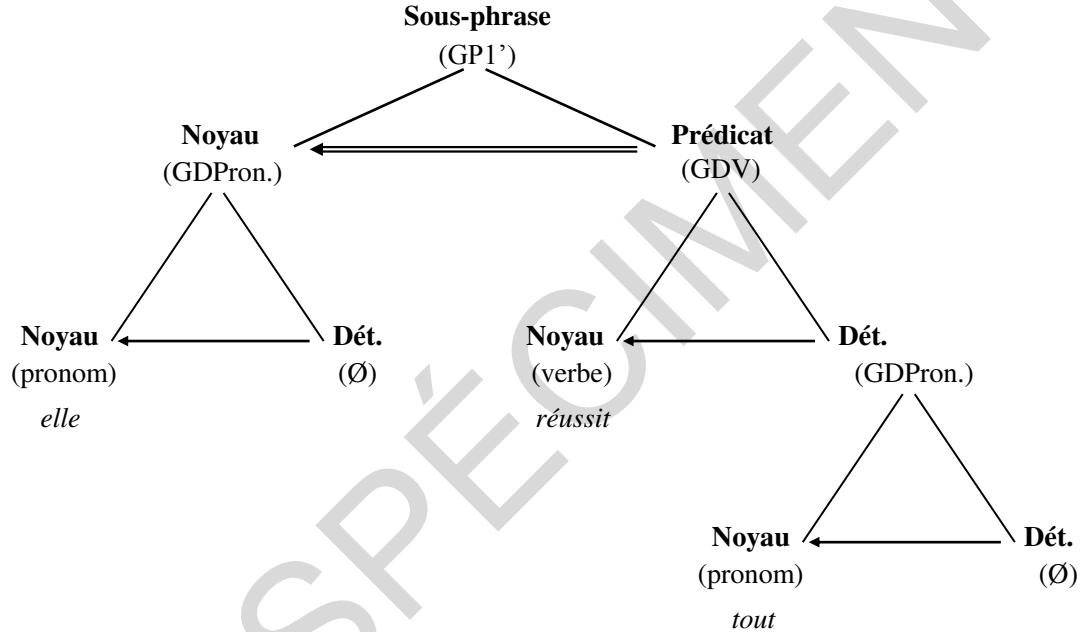 Sous-phrase
(GP1’)
Noyau
(GDPron.)
Prédicat
(GDV)
Noyau
(pronom)
elle
Dét.
(Ø)
Noyau
(verbe)
réussit
Dét.
(GDPron.)
Noyau
(pronom)
tout
Dét.
(Ø)
SPÉCIMEN